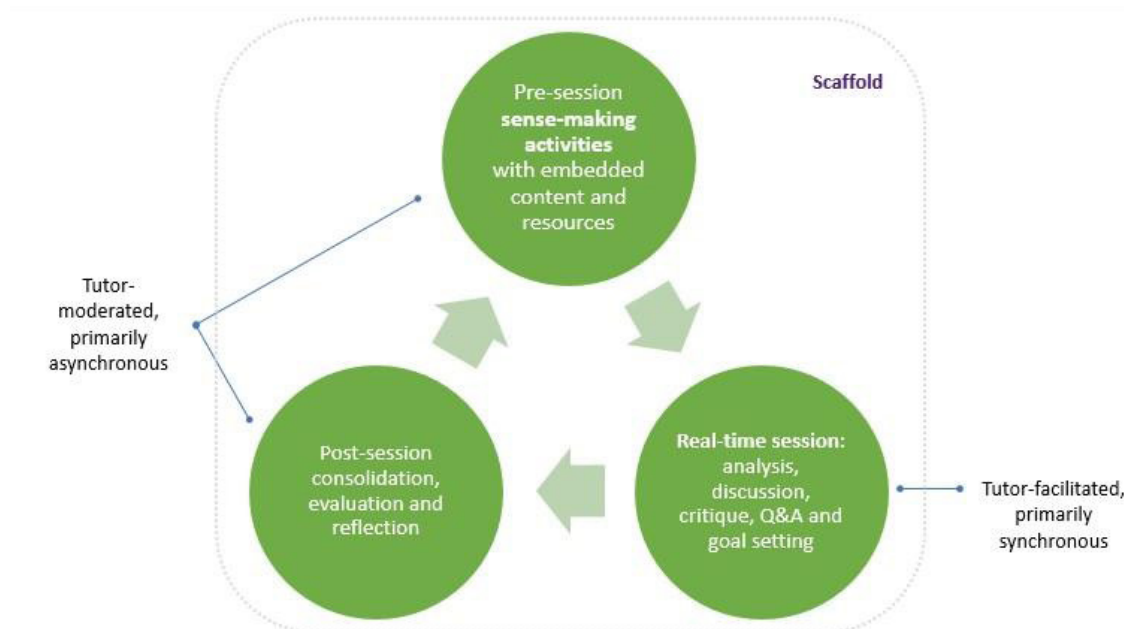 Scaffold
Pre-session
sense-making
activities
with embedded
content and
resources
Tutor-
moderated,
primarily
asynchronous
Post-session
consolidation,
evaluation and
reflection
Real-time session:
analysis,
discussion,
critique, Q&A and
goal setting
Tutor-facilitated,
primarily
synchronous